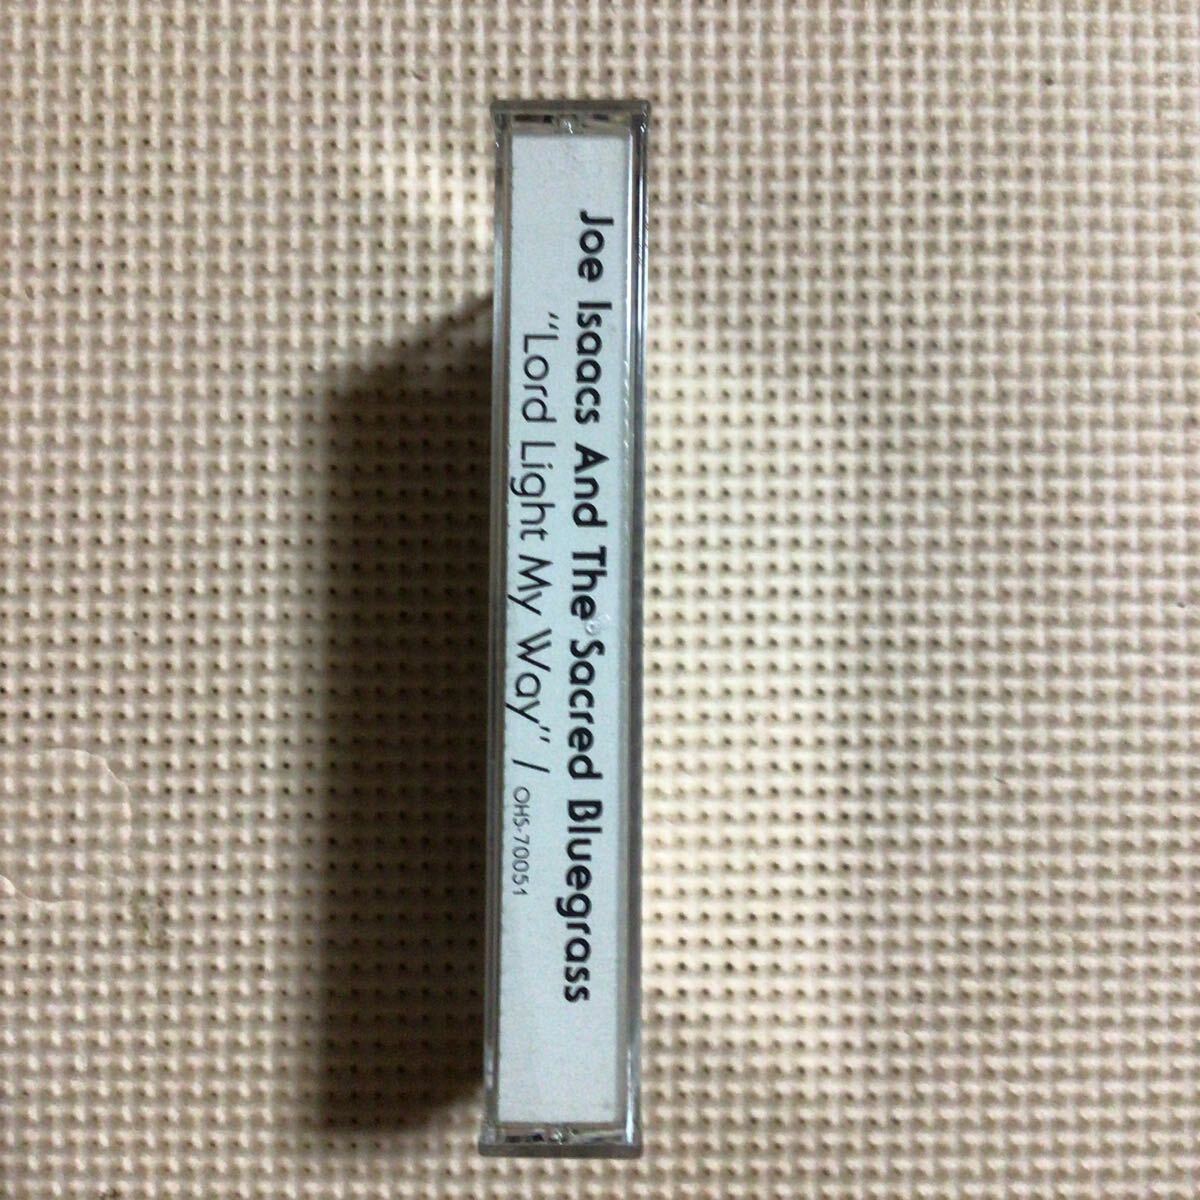 Joe Isaacs And The Sacred Bluegrass
"Lord Light My Way" / OHS-70051